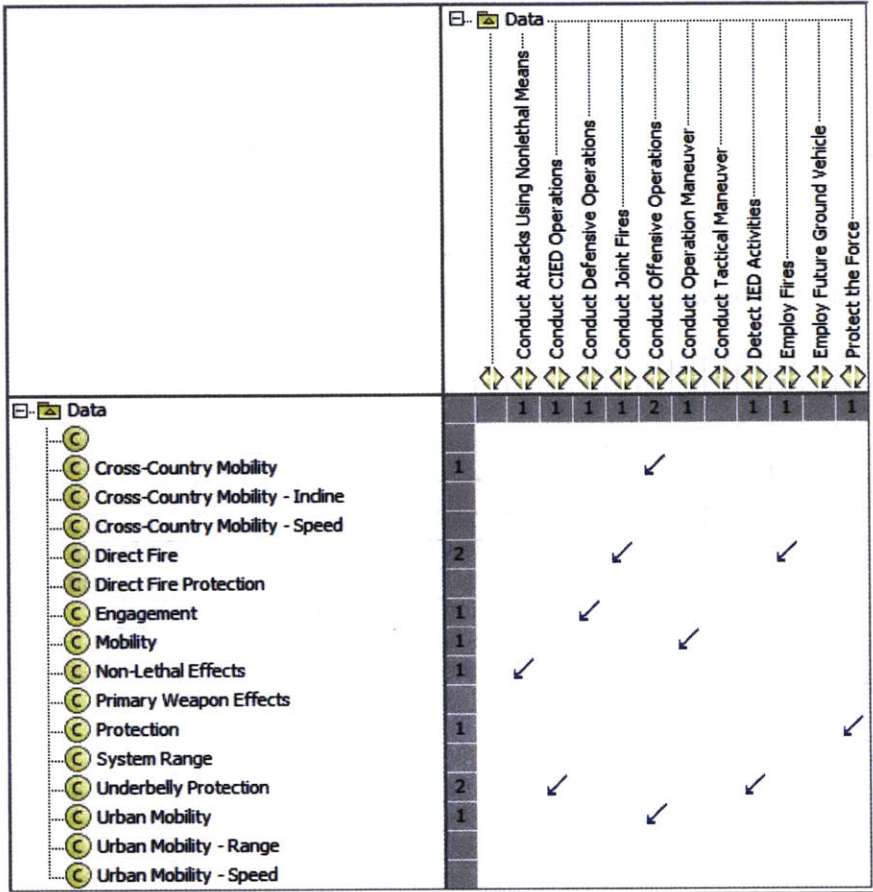 Data
Conduct Attacks Using Nonlethal Means
Conduct CIED Operations
Conduct Defensive Operations
Conduct Joint Fires
Conduct Offensive Operations
Conduct Operation Maneuver
Conduct Tactical Maneuver
Detect IED Activities
Employ Fires
Employ Future Ground Vehicle
Protect the Force
Data 1 1 1 1 2 1 1 1 1
C
C Cross-Country Mobility 1
C Cross-Country Mobility - Incline
C Cross-Country Mobility - Speed
C Direct Fire 2
C Direct Fire Protection
C Engagement 1
C Mobility 1
C Non-Lethal Effects 1
C Primary Weapon Effects
C Protection 1
C System Range
C Underbelly Protection 2
C Urban Mobility 1
C Urban Mobility - Range
C Urban Mobility - Speed